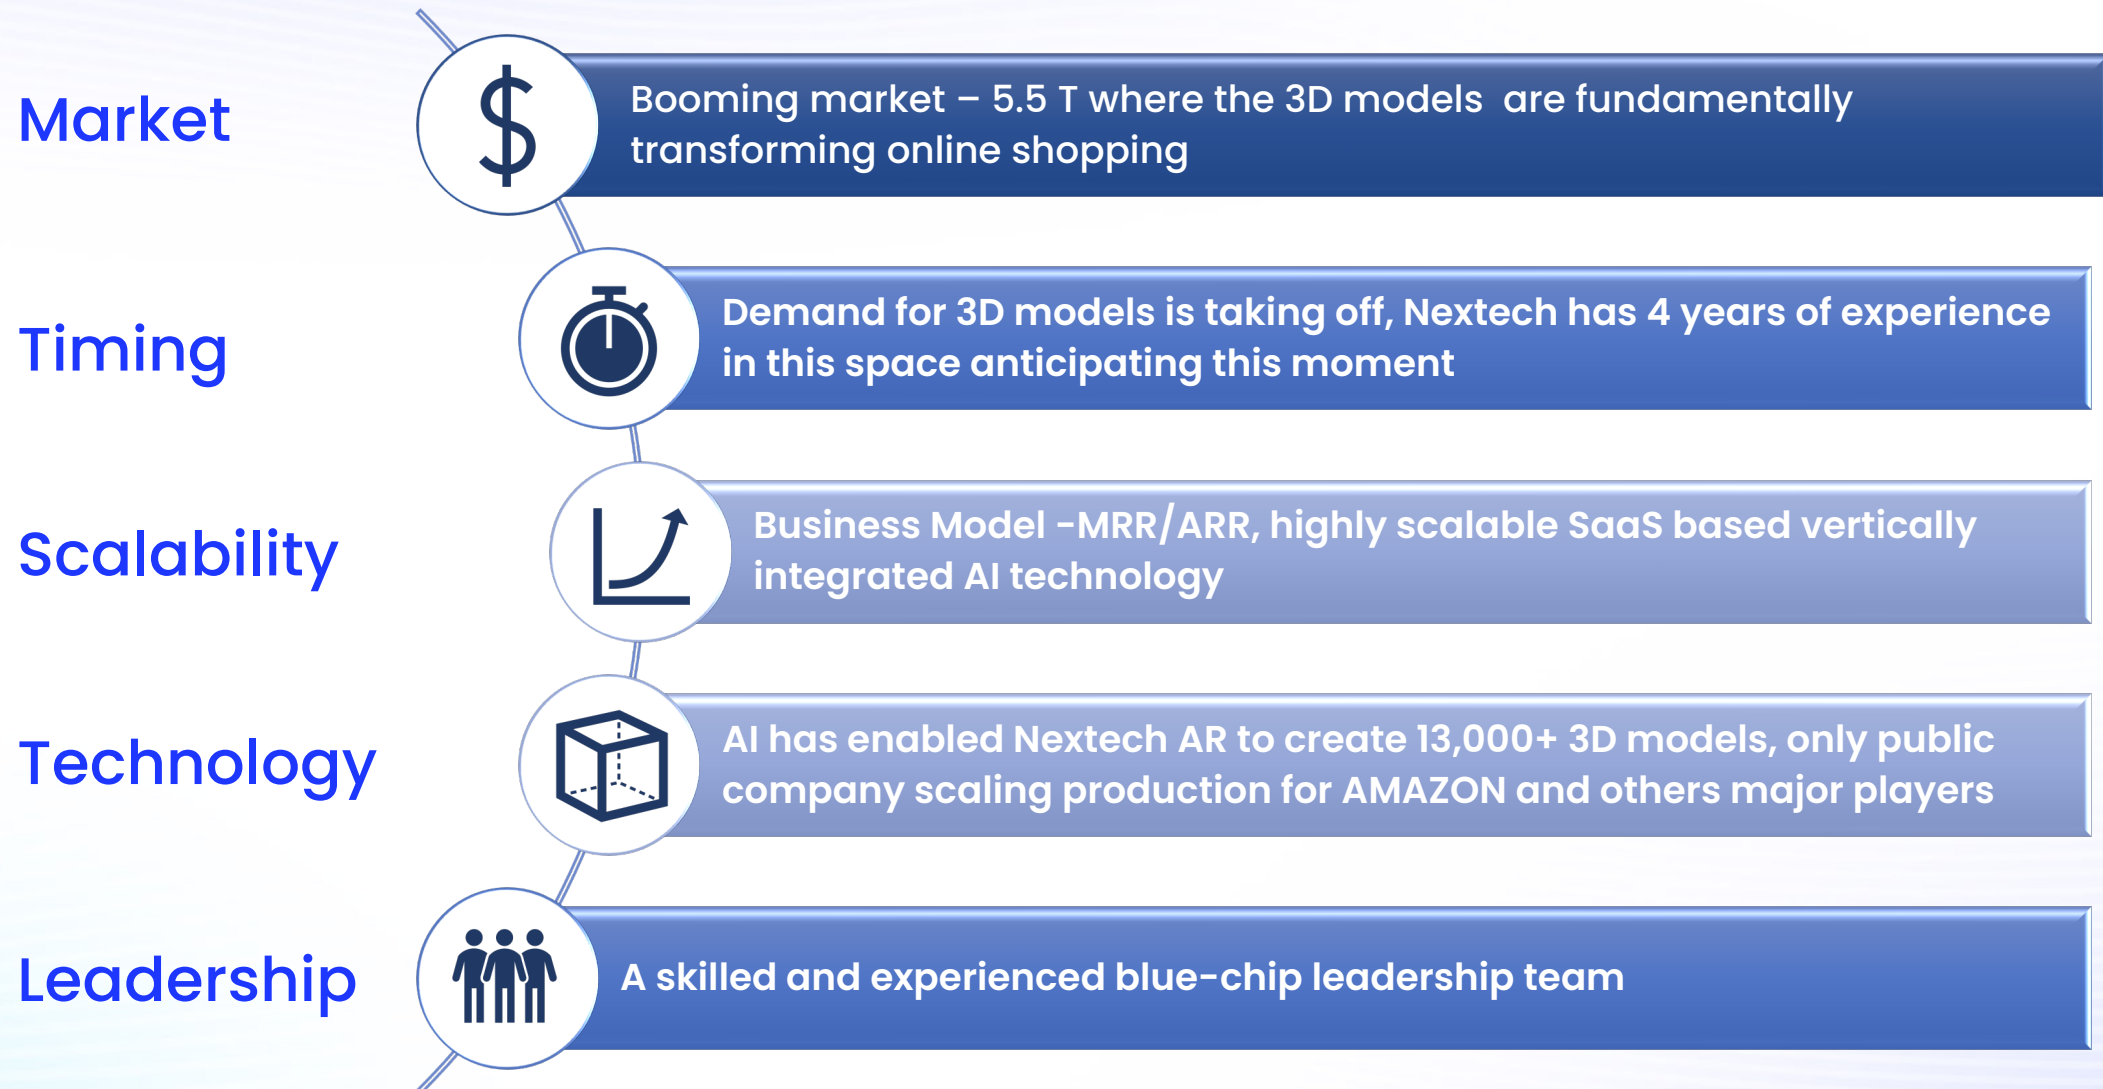 Market
Booming market – 5.5 T where the 3D models are fundamentally
transforming online shopping
Timing
Demand for 3D models is taking off, Nextech has 4 years of experience
in this space anticipating this moment
Scalability
Business Model -MRR/ARR, highly scalable SaaS based vertically
integrated AI technology
Technology
AI has enabled Nextech AR to create 13,000+ 3D models, only public
company scaling production for AMAZON and others major players
Leadership
A skilled and experienced blue-chip leadership team